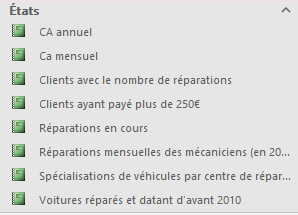 États
CA annuel
Ca mensuel
Clients avec le nombre de réparations
Clients ayant payé plus de 250€
Réparations en cours
Réparations mensuelles des mécaniciens (en 20...
Spécialisations de véhicules par centre de répar...
Voitures réparés et datant d'avant 2010